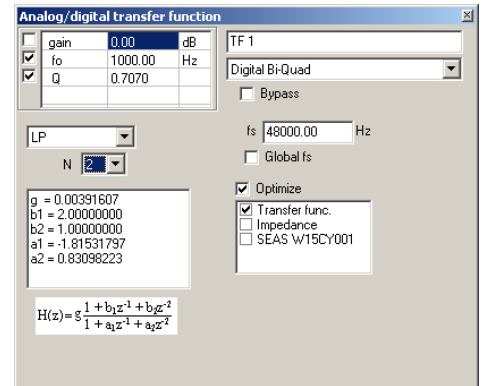 Analog/digital transfer function
gain 0.00 dB
fo 1000.00 Hz
Q 0.7070
TF 1
Digital Bi-Quad
Bypass
LP
N 2
fs 48000.00 Hz
Global fs
Optimize
Transfer func.
Impedance
SEAS W15CY001
g = 0.00391607
b1 = 2.00000000
b2 = 1.00000000
a1 = -1.81531797
a2 = 0.83098223
H(z)=g (1+b₁z⁻¹+b₂z⁻²)/(1+a₁z⁻¹+a₂z⁻²)